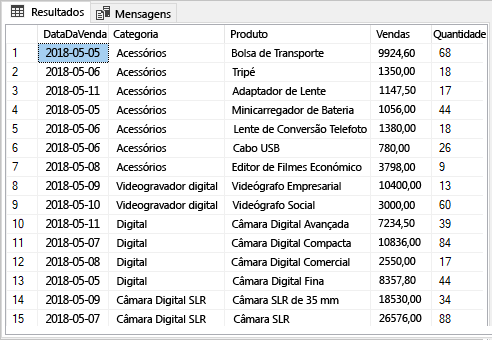 Resultados Mensagens
DataDaVenda Categoria Produto Vendas Quantidade
1 2018-05-05 Acessórios Bolsa de Transporte 9924,60 68
2 2018-05-06 Acessórios Tripé 1350,00 18
3 2018-05-11 Acessórios Adaptador de Lente 1147,50 17
4 2018-05-05 Acessórios Minicarregador de Bateria 1056,00 44
5 2018-05-06 Acessórios Lente de Conversão Telefoto 1380,00 18
6 2018-05-06 Acessórios Cabo USB 780,00 26
7 2018-05-08 Acessórios Editor de Filmes Económico 3798,00 9
8 2018-05-09 Videogravador digital Videógrafo Empresarial 10400,00 13
9 2018-05-10 Videogravador digital Videógrafo Social 3000,00 60
10 2018-05-11 Digital Câmara Digital Avançada 7234,50 39
11 2018-05-07 Digital Câmara Digital Compacta 10836,00 84
12 2018-05-08 Digital Câmara Digital Comercial 2550,00 17
13 2018-05-05 Digital Câmara Digital Fina 8357,80 44
14 2018-05-09 Câmara Digital SLR Câmara SLR de 35 mm 18530,00 34
15 2018-05-07 Câmara Digital SLR Câmara SLR 26576,00 88